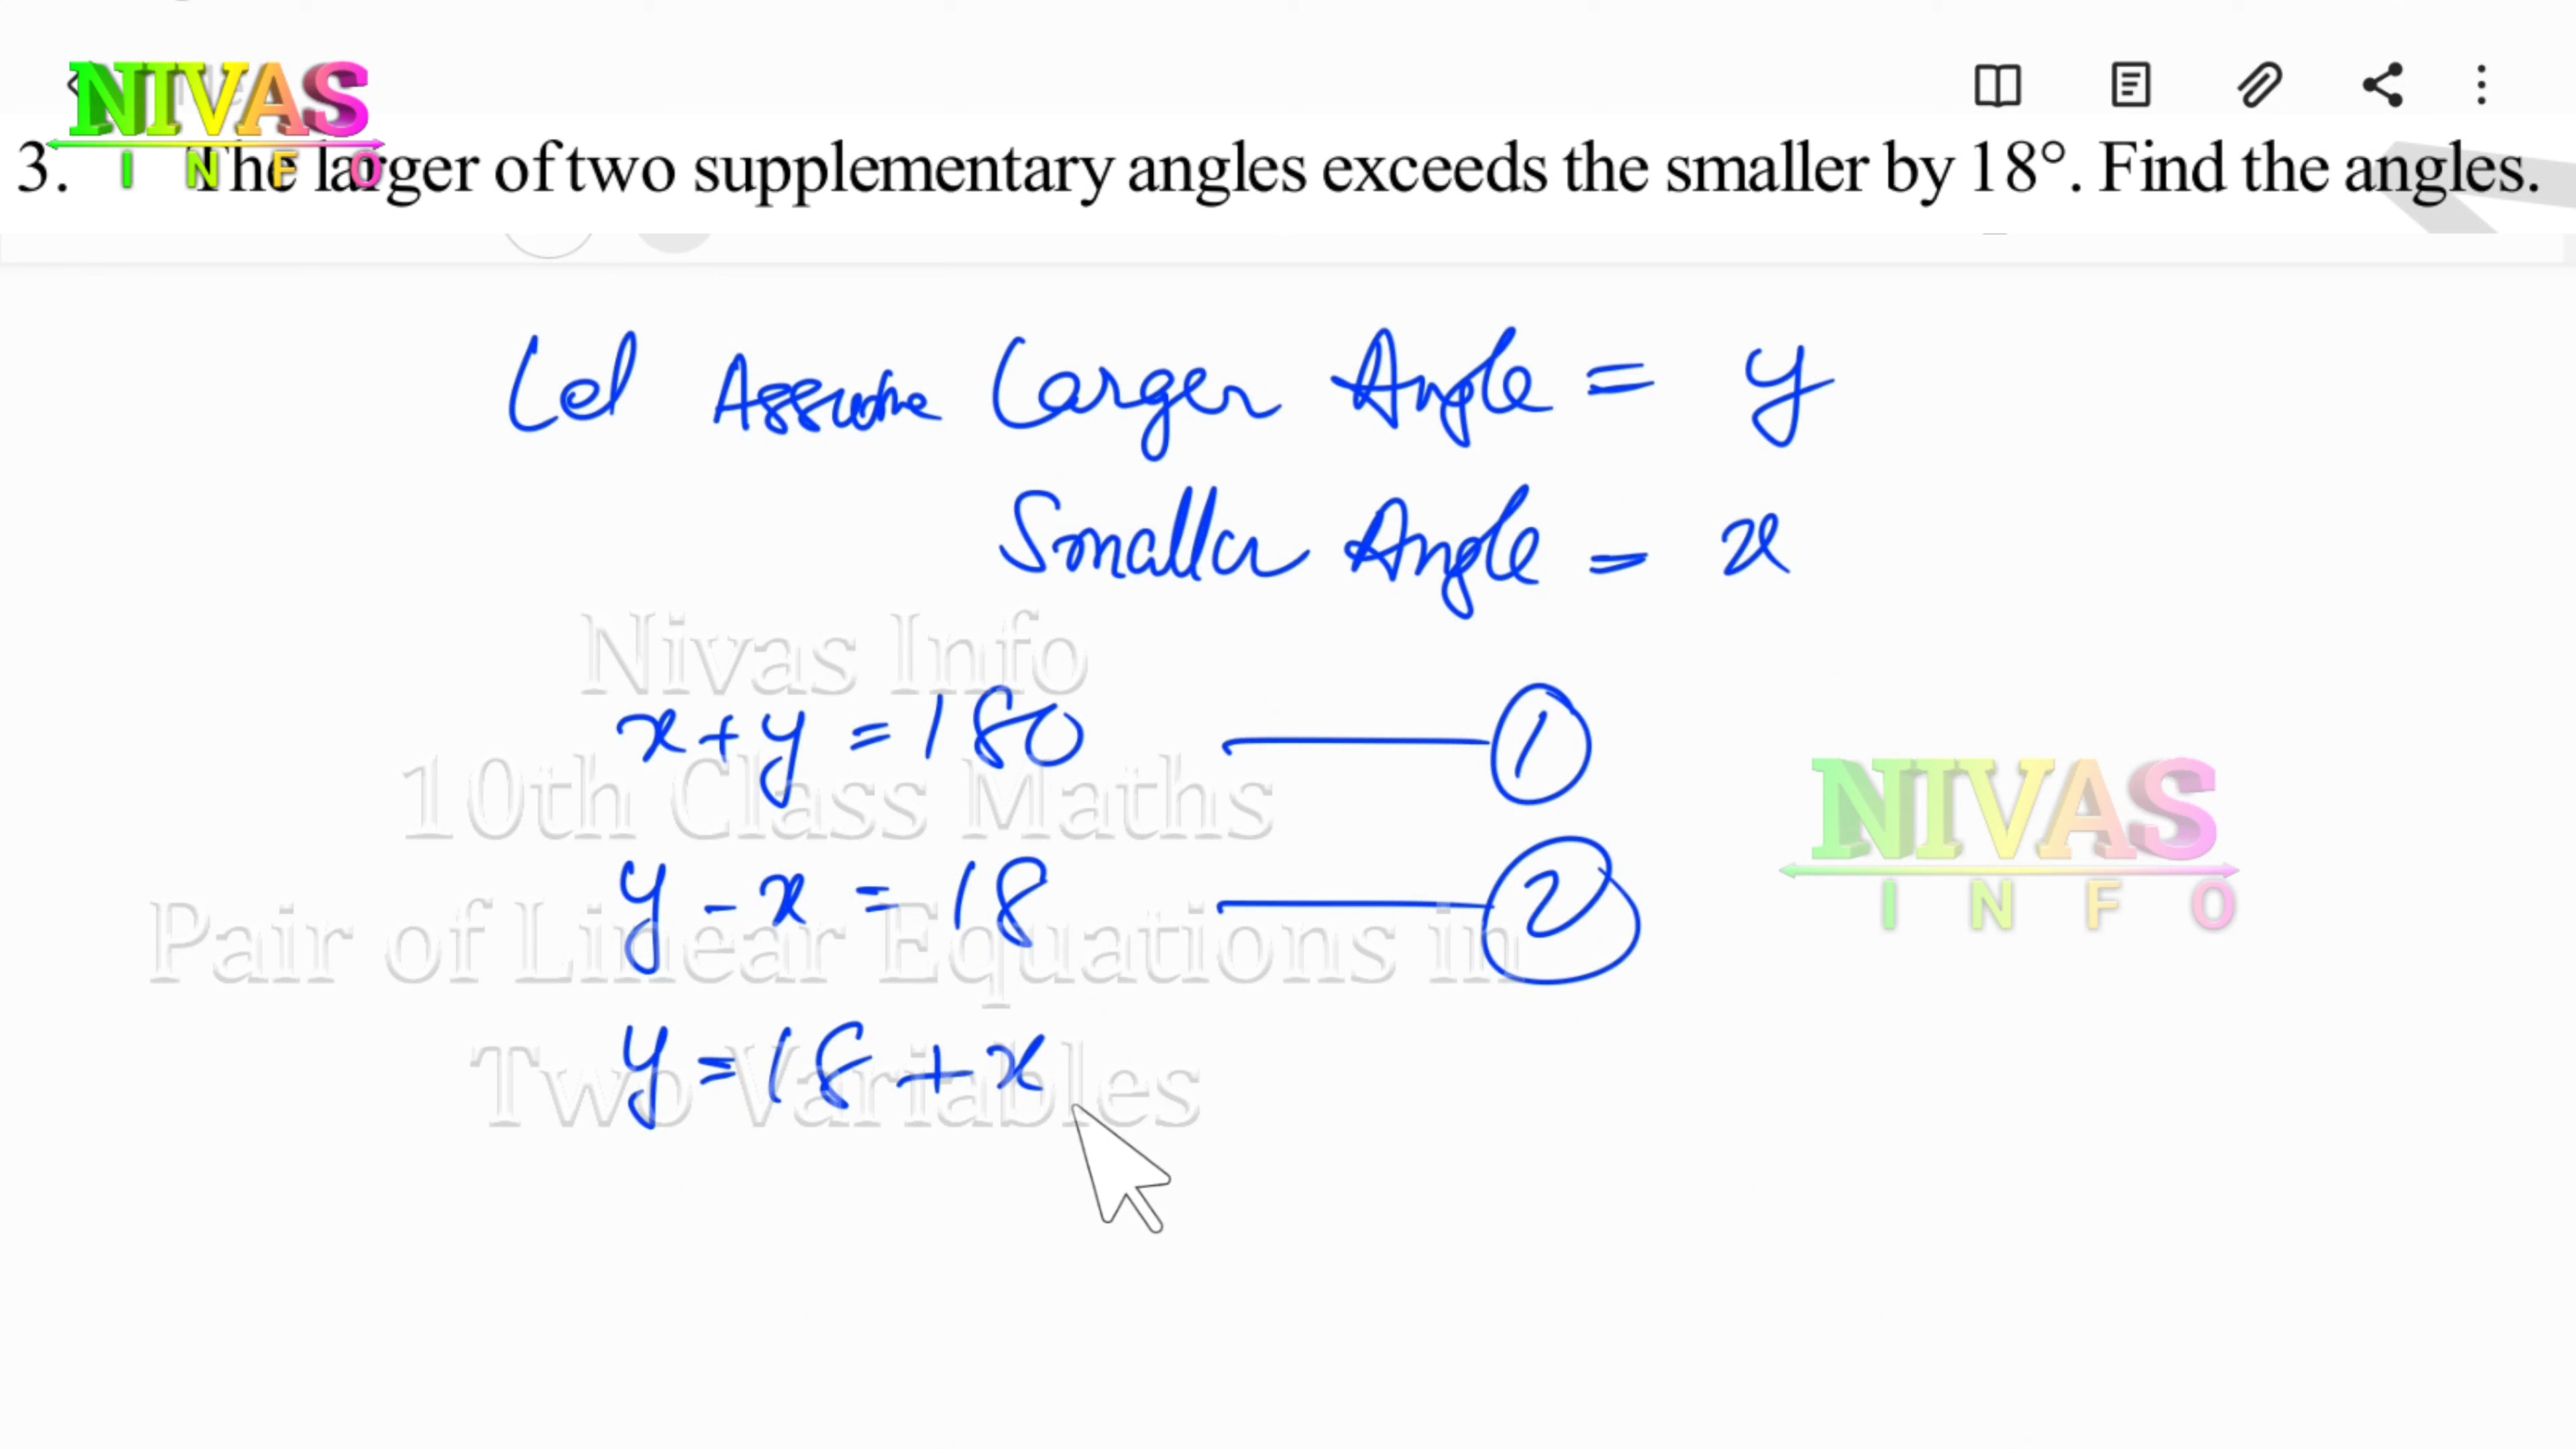 NIVAS
I N F O
3. The larger of two supplementary angles exceeds the smaller by 18°. Find the angles.
Let Assume Larger Angle = y
Smaller Angle = x
Nivas Info
x + y = 180 1
10th Class Maths
NIVAS
I N F O
y - x = 18 2
Pair of Linear Equations in
y = 18 + x
Two Variables